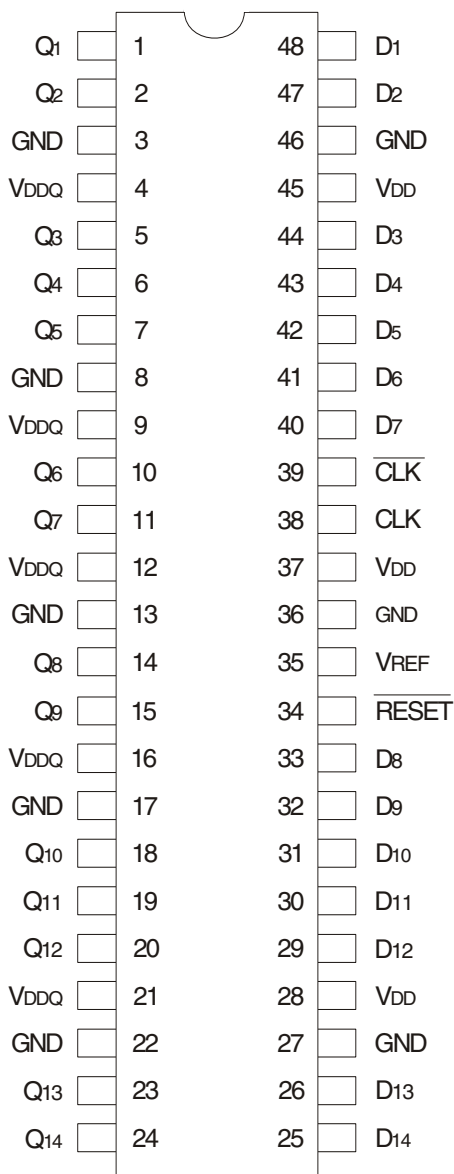 Q1 1 48 D1
Q2 2 47 D2
GND 3 46 GND
VDDQ 4 45 VDD
Q3 5 44 D3
Q4 6 43 D4
Q5 7 42 D5
GND 8 41 D6
VDDQ 9 40 D7
Q6 10 39 C̅L̅K̅
Q7 11 38 CLK
VDDQ 12 37 VDD
GND 13 36 GND
Q8 14 35 VREF
Q9 15 34 R̅E̅S̅E̅T̅
VDDQ 16 33 D8
GND 17 32 D9
Q10 18 31 D10
Q11 19 30 D11
Q12 20 29 D12
VDDQ 21 28 VDD
GND 22 27 GND
Q13 23 26 D13
Q14 24 25 D14